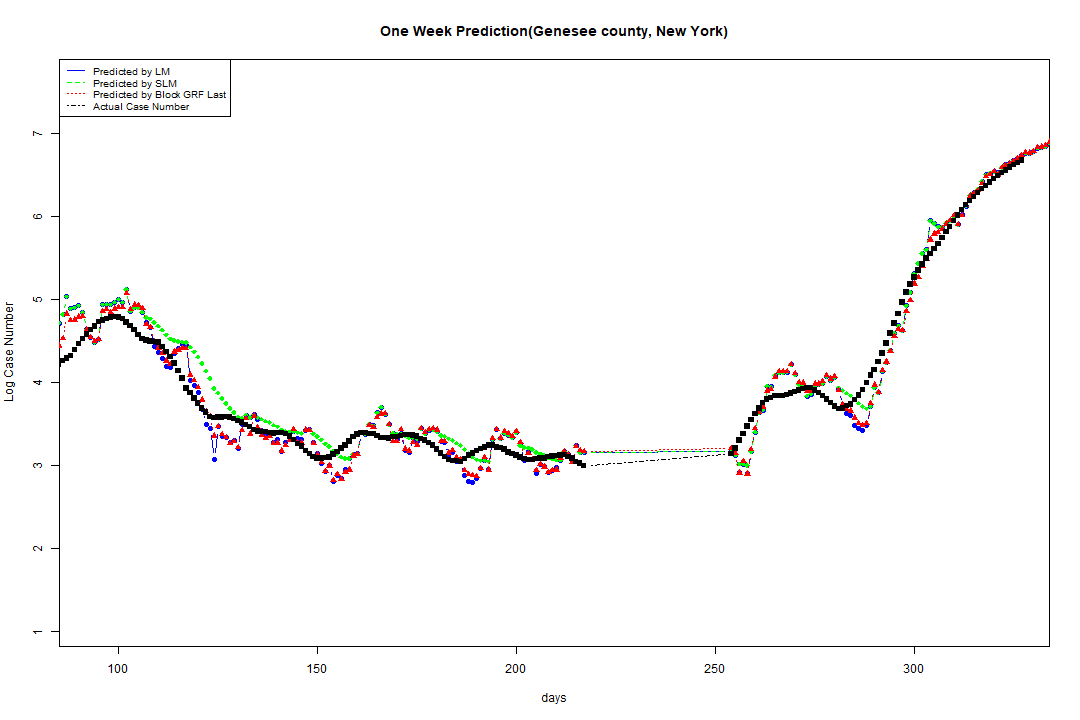 One Week Prediction(Genesee county, New York)
Predicted by LM
Predicted by SLM
Predicted by Block GRF Last
Actual Case Number
7
6
5
4
3
2
1
Log Case Number
100 150 200 250 300
days